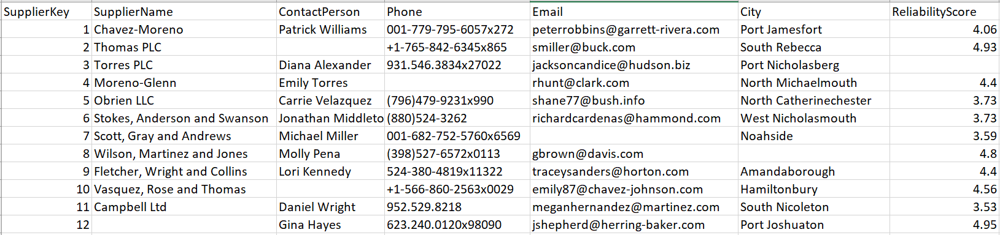 SupplierKey SupplierName ContactPerson Phone Email City ReliabilityScore
1 Chavez-Moreno Patrick Williams 001-779-795-6057x272 peterrobbins@garrett-rivera.com Port Jamesfort 4.06
2 Thomas PLC +1-765-842-6345x865 smiller@buck.com South Rebecca 4.93
3 Torres PLC Diana Alexander 931.546.3834x27022 jacksoncandice@hudson.biz Port Nicholasberg
4 Moreno-Glenn Emily Torres rhunt@clark.com North Michaelmouth 4.4
5 Obrien LLC Carrie Velazquez (796)479-9231x990 shane77@bush.info North Catherinechester 3.73
6 Stokes, Anderson and Swanson Jonathan Middleto (880)524-3262 richardcardenas@hammond.com West Nicholasmouth 3.73
7 Scott, Gray and Andrews Michael Miller 001-682-752-5760x6569 Noahside 3.59
8 Wilson, Martinez and Jones Molly Pena (398)527-6572x0113 gbrown@davis.com 4.8
9 Fletcher, Wright and Collins Lori Kennedy 524-380-4819x11322 traceysanders@horton.com Amandaborough 4.4
10 Vasquez, Rose and Thomas +1-566-860-2563x0029 emily87@chavez-johnson.com Hamiltonbury 4.56
11 Campbell Ltd Daniel Wright 952.529.8218 meganhernandez@martinez.com South Nicoleton 3.53
12 Gina Hayes 623.240.0120x98090 jshepherd@herring-baker.com Port Joshuaton 4.95